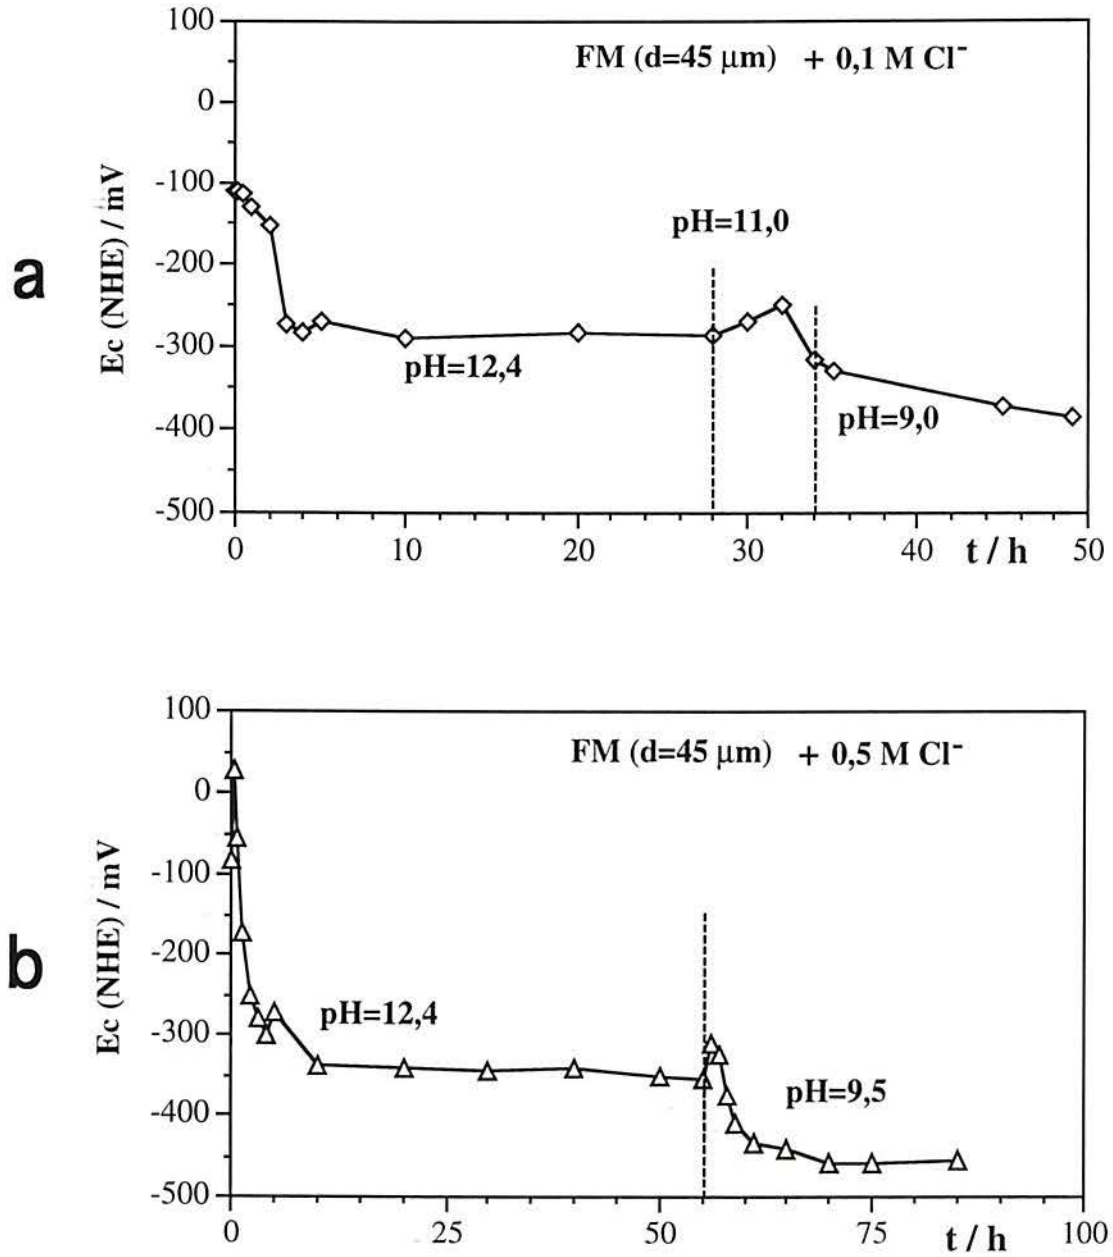 a
FM (d=45 μm) + 0,1 M Cl⁻
Ec (NHE) / mV
100
0
-100
-200
-300
-400
-500
pH=11,0
pH=12,4
pH=9,0
0 10 20 30 40 t / h 50
b
FM (d=45 μm) + 0,5 M Cl⁻
Ec (NHE) / mV
100
0
-100
-200
-300
-400
-500
pH=12,4
pH=9,5
0 25 50 75 t / h 100